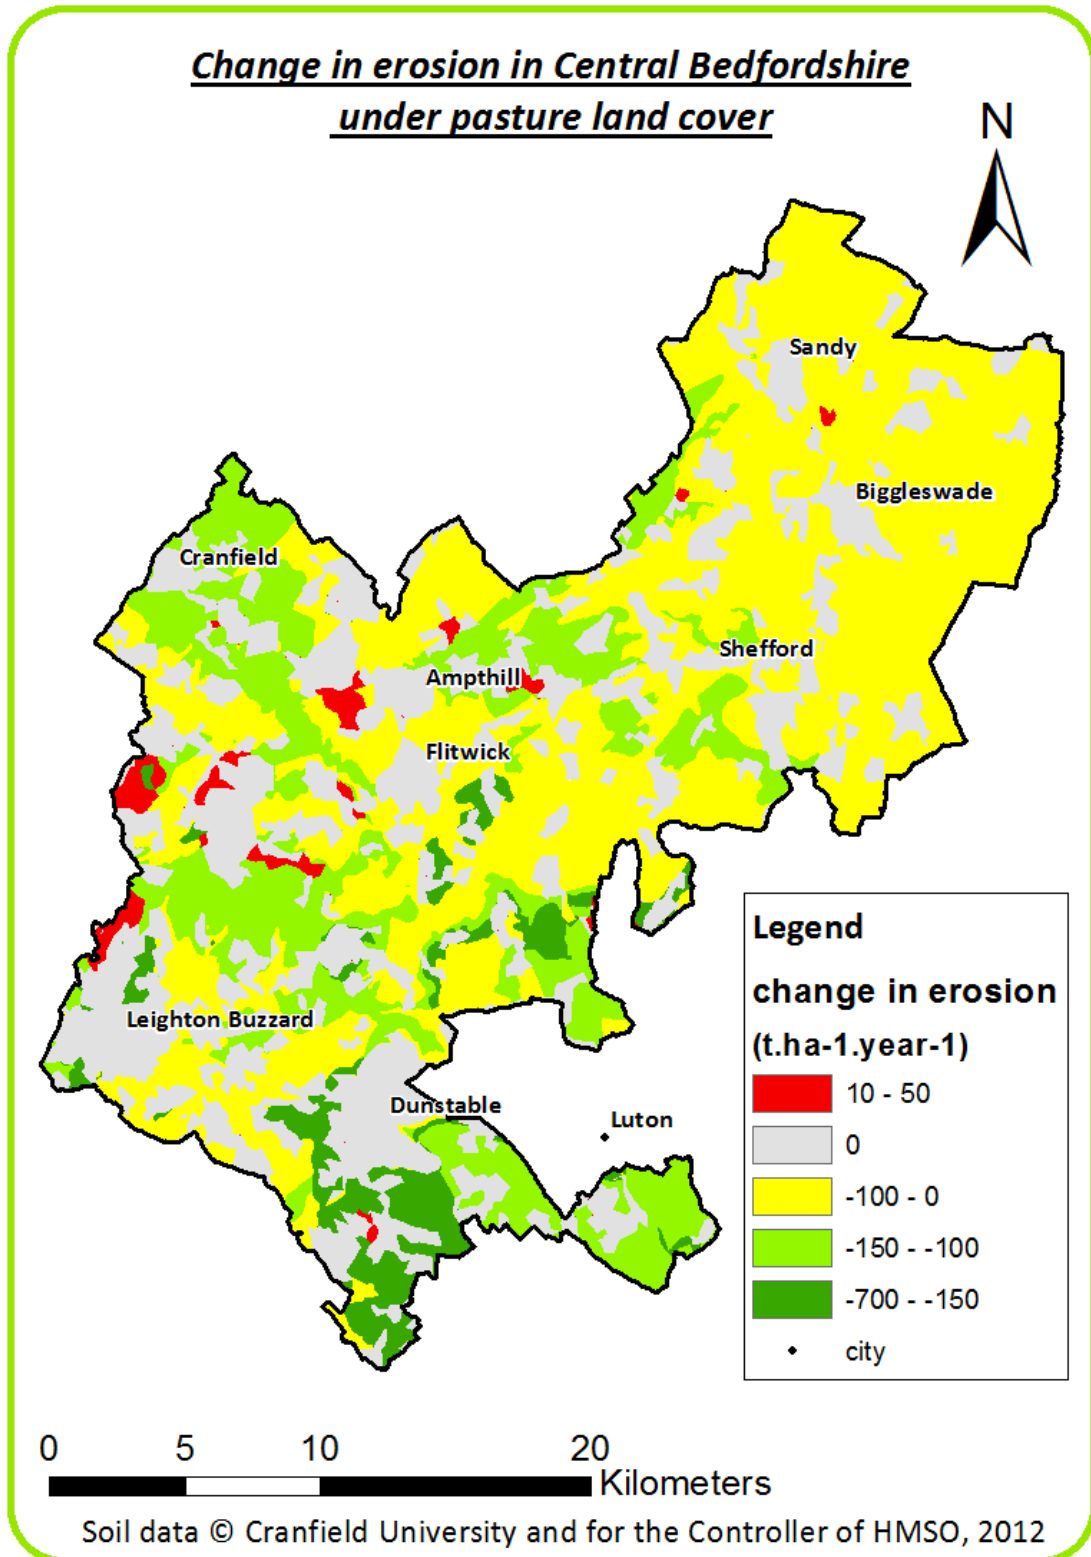 Change in erosion in Central Bedfordshire
under pasture land cover
N
Sandy
Biggleswade
Cranfield
Shefford
Ampthill
Flitwick
Leighton Buzzard
Dunstable
Luton
Legend
change in erosion
(t.ha-1.year-1)
10 - 50
0
-100 - 0
-150 - -100
-700 - -150
city
0 5 10 20
Kilometers
Soil data © Cranfield University and for the Controller of HMSO, 2012